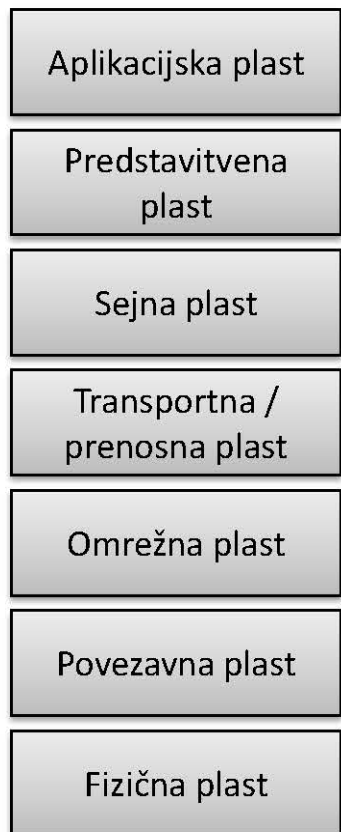 Aplikacijska plast
Predstavitvena
plast
Sejna plast
Transportna /
prenosna plast
Omrežna plast
Povezavna plast
Fizična plast